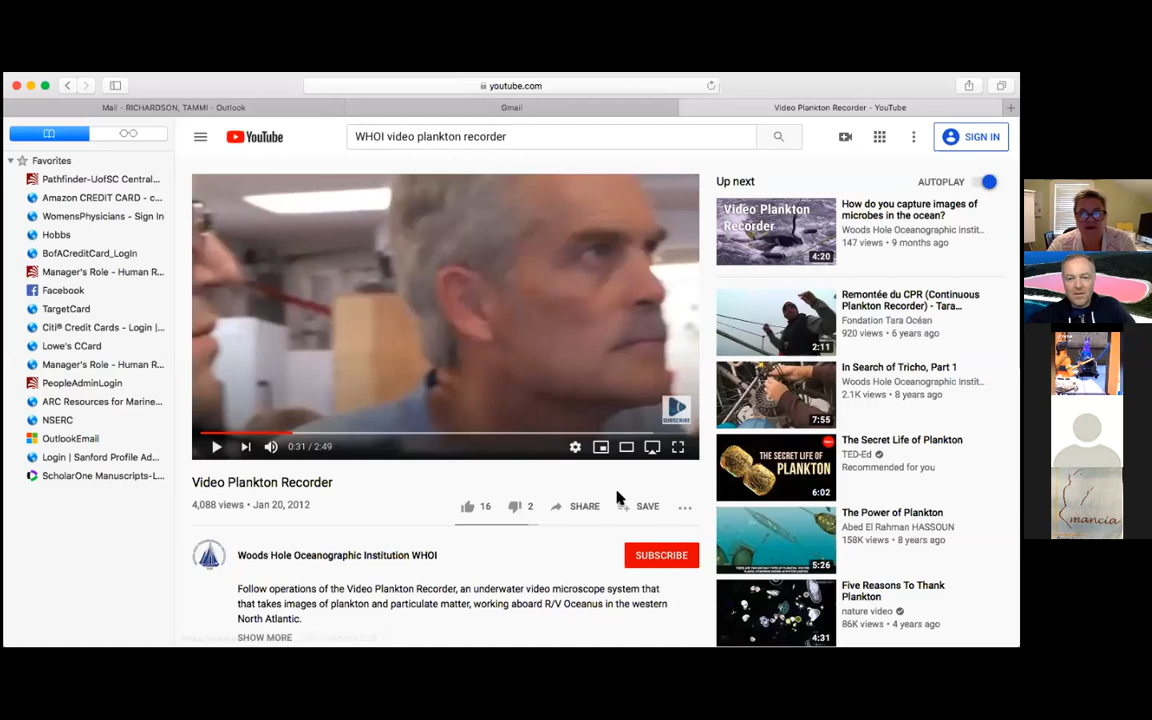 youtube.com
Mail - RICHARDSON, TAMMI - Outlook
Gmail
Video Plankton Recorder - YouTube
YouTube
WHOI video plankton recorder
SIGN IN
Favorites
Pathfinder-UofSC Central...
Amazon CREDIT CARD - c...
WomensPhysicians - Sign In
Hobbs
BofACreditCard_LogIn
Manager's Role - Human R...
Facebook
TargetCard
Citi® Credit Cards - Login |...
Lowe's CCard
Manager's Role - Human R...
PeopleAdminLogin
ARC Resources for Marine...
NSERC
OutlookEmail
Login | Sanford Profile Ad...
ScholarOne Manuscripts-L...
SUBSCRIBE
0:31 / 2:49
Video Plankton Recorder
4,088 views • Jan 20, 2012
16
2
SHARE
SAVE
Woods Hole Oceanographic Institution WHOI
SUBSCRIBE
Follow operations of the Video Plankton Recorder, an underwater video microscope system that
that takes images of plankton and particulate matter, working aboard R/V Oceanus in the western
North Atlantic.
SHOW MORE
Up next
AUTOPLAY
Video Plankton
Recorder
4:20
How do you capture images of
microbes in the ocean?
Woods Hole Oceanographic Instit...
147 views • 9 months ago
2:11
Remontée du CPR (Continuous
Plankton Recorder) - Tara...
Fondation Tara Océan
920 views • 6 years ago
7:55
In Search of Tricho, Part 1
Woods Hole Oceanographic Instit...
2.1K views • 8 years ago
THE SECRET LIFE OF
PLANKTON
6:02
The Secret Life of Plankton
TED-Ed
Recommended for you
5:26
The Power of Plankton
Abed El Rahman HASSOUN
158K views • 8 years ago
4:31
Five Reasons To Thank
Plankton
nature video
86K views • 4 years ago
mancia